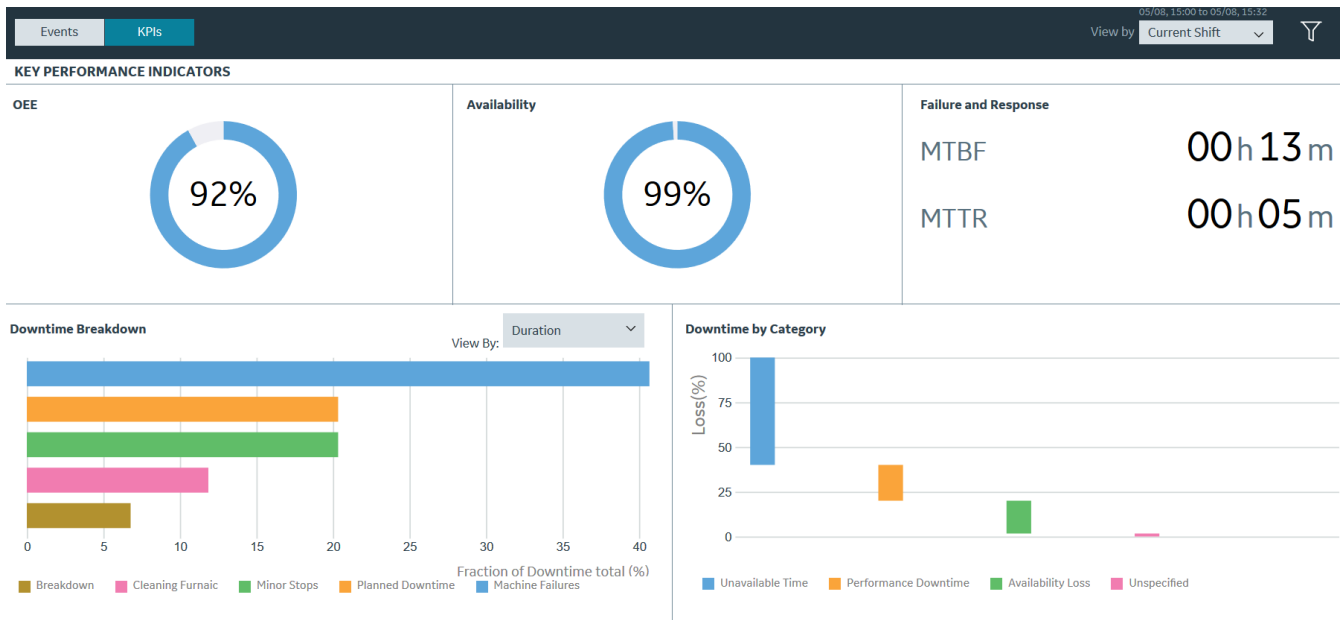 05/08, 15:00 to 05/08, 15:32
Events KPIs View by Current Shift
KEY PERFORMANCE INDICATORS
OEE
92%
Availability
99%
Failure and Response
MTBF 00h13m
MTTR 00h05m
Downtime Breakdown
View By: Duration
0 5 10 15 20 25 30 35 40
Fraction of Downtime total (%)
Breakdown Cleaning Furnaic Minor Stops Planned Downtime Machine Failures
Downtime by Category
Loss(%)
100
75
50
25
0
Unavailable Time Performance Downtime Availability Loss Unspecified